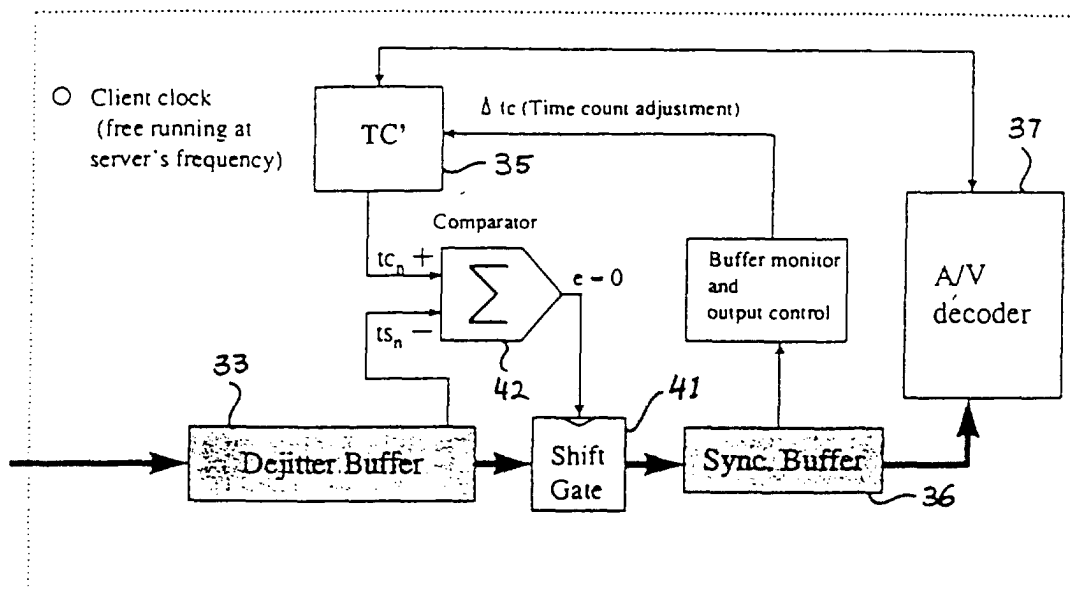 ○ Client clock
(free running at
server's frequency)
TC'
35
Δ tc (Time count adjustment)
37
Comparator
tcn +
Σ
e = 0
tsn −
42
Buffer monitor
and
output control
A/V
décoder
33
Dejitter Buffer
41
Shift
Gate
Sync. Buffer
36